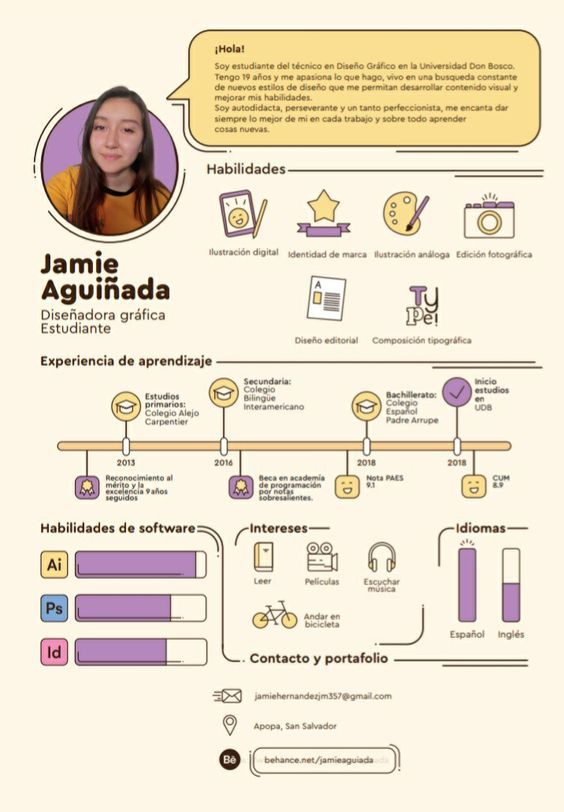 ¡Hola!
Soy estudiante del técnico en Diseño Gráfico en la Universidad Don Bosco.
Tengo 19 años y me apasiona lo que hago, vivo en una busqueda constante
de nuevos estilos de diseño que me permitan desarrollar contenido visual y
mejorar mis habilidades.
Soy autodidacta, perseverante y un tanto perfeccionista, me encanta dar
siempre lo mejor de mi en cada trabajo y sobre todo aprender
cosas nuevas.
Jamie
Aguiñada
Diseñadora gráfica
Estudiante
Habilidades
Ilustración digital
Identidad de marca
Ilustración análoga
Edición fotográfica
A
Diseño editorial
Type!
Composición tipográfica
Experiencia de aprendizaje
Estudios
primarios:
Colegio Alejo
Carpentier
Secundaria:
Colegio
Bilingüe
Interamericano
Bachillerato:
Colegio
Español
Padre Arrupe
Inicio
estudios
en
UDB
2013
2016
2018
2018
Reconocimiento al
mérito y la
excelencia 9 años
seguidos
Beca en academia
de programación
por notas
sobresalientes.
Nota PAES
9.1
CUM
8.9
Habilidades de software
Ai
Ps
Id
Intereses
Leer
Películas
Escuchar
música
Andar en
bicicleta
Idiomas
Español
Inglés
Contacto y portafolio
jamiehernandezjm357@gmail.com
Apopa, San Salvador
Bē
behance.net/jamieaguiada